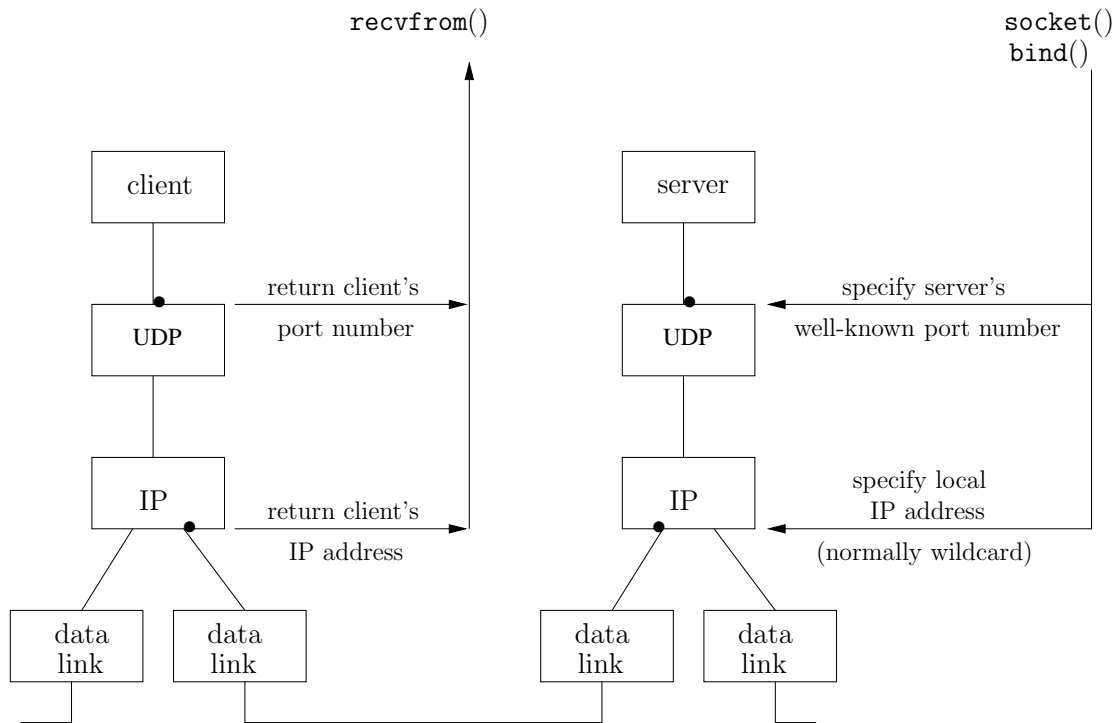 recvfrom()
socket()
bind()
client
server
return client's
port number
specify server's
well-known port number
UDP
UDP
IP
return client's
IP address
IP
specify local
IP address
(normally wildcard)
data
link
data
link
data
link
data
link